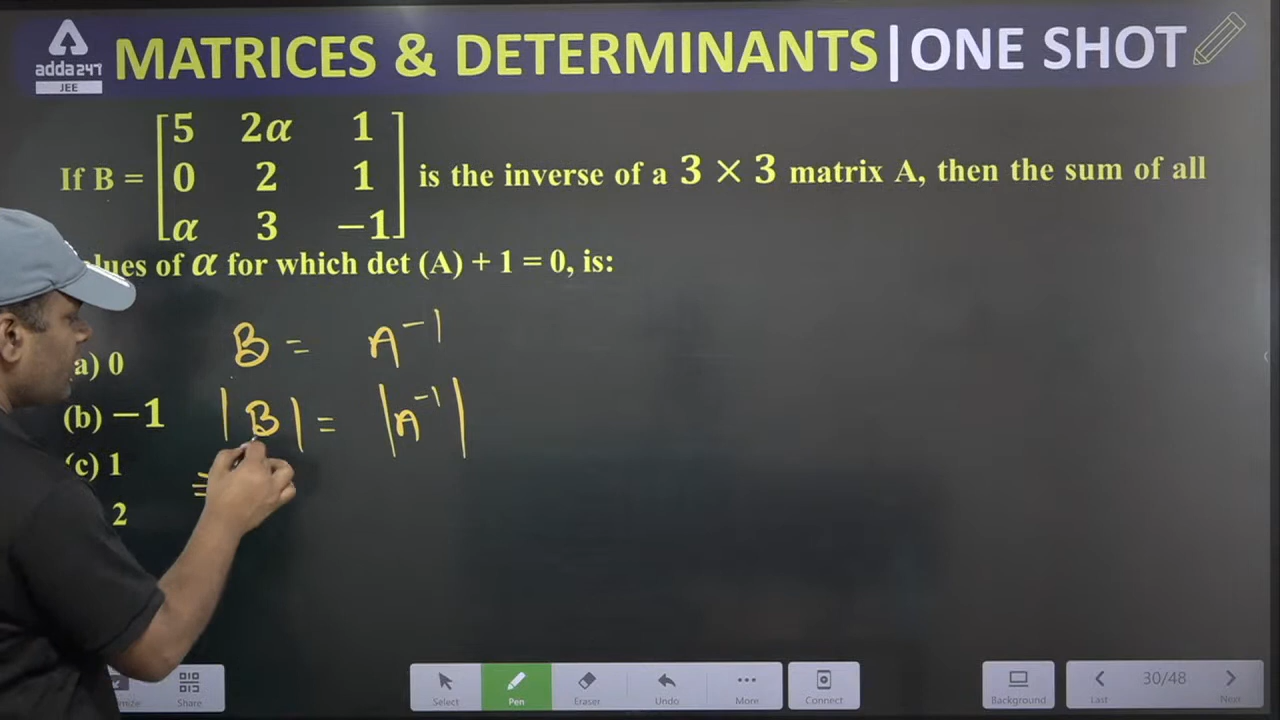 adda247
JEE
MATRICES & DETERMINANTS|ONE SHOT
If B = [5 2α 1
0 2 1
α 3 −1] is the inverse of a 3 × 3 matrix A, then the sum of all
of α for which det (A) + 1 = 0, is:
B = A⁻¹
a) 0
|B| = |A⁻¹|
(b) −1
(c) 1
2
Share
Select
Pen
Eraser
Undo
More
Connect
Background
Last
30/48
Next